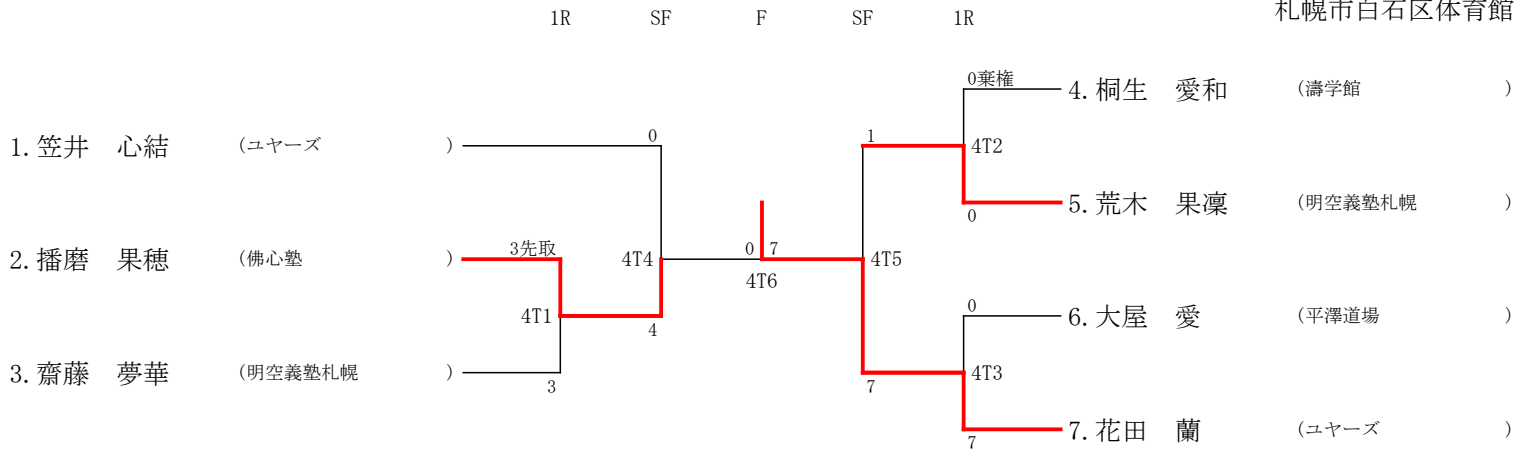 札幌市白石区体育館
1R SF F SF 1R
0棄権 4.桐生 愛和 (濤学館 )
1.笠井 心結 (ユヤーズ ) 0 1 4T2
0 5.荒木 果凜 (明空義塾札幌 )
2.播磨 果穂 (佛心塾 ) 3先取 4T4 0 7 4T5
4T6
4T1 4 0 6.大屋 愛 (平澤道場 )
3.齋藤 夢華 (明空義塾札幌 ) 3 7 4T3
7 7.花田 蘭 (ユヤーズ )